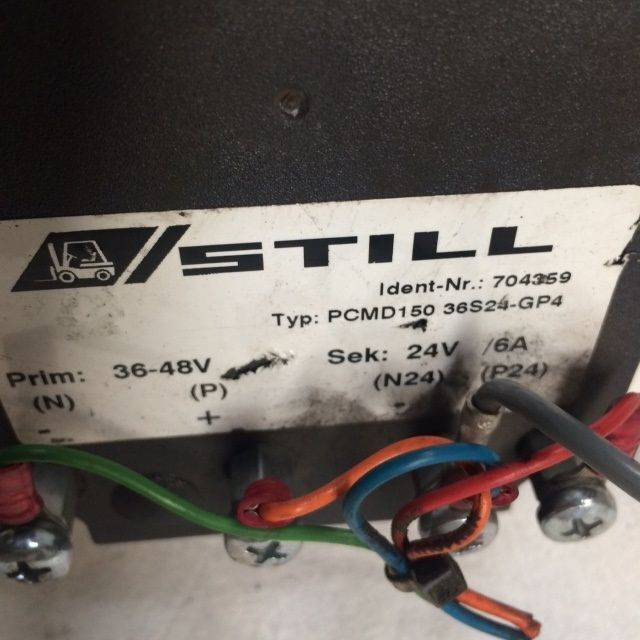 STILL
Ident-Nr.: 704359
Typ: PCMD150 36S24-GP4
Prim: 36-48V Sek: 24V /6A
(N) (P) (N24) (P24)
- + -